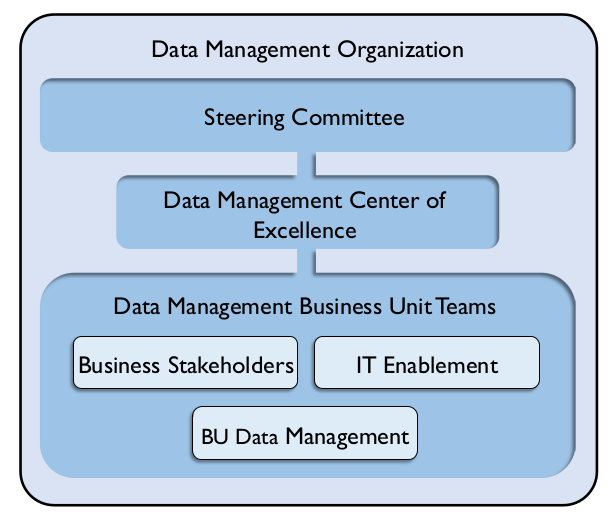 Data Management Organization
Steering Committee
Data Management Center of
Excellence
Data Management Business Unit Teams
Business Stakeholders
IT Enablement
BU Data Management